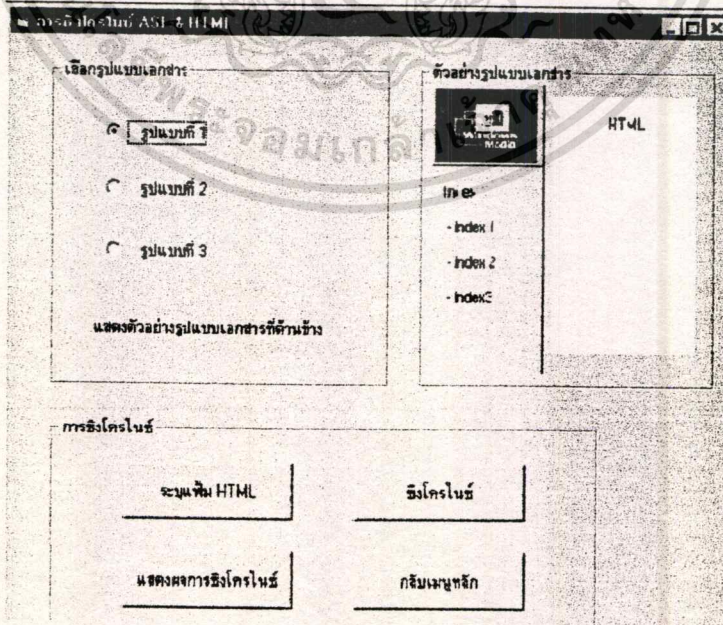 การซิงโครไนซ์ ASF & HTML
เลือกรูปแบบเอกสาร
รูปแบบที่ 1
รูปแบบที่ 2
รูปแบบที่ 3
แสดงตัวอย่างรูปแบบเอกสารที่ด้านข้าง
ตัวอย่างรูปแบบเอกสาร
Windows
Media
HTML
Index
- Index 1
- Index 2
- Index3
การซิงโครไนซ์
ระบุแฟ้ม HTML
ซิงโครไนซ์
แสดงผลการซิงโครไนซ์
กลับเมนูหลัก